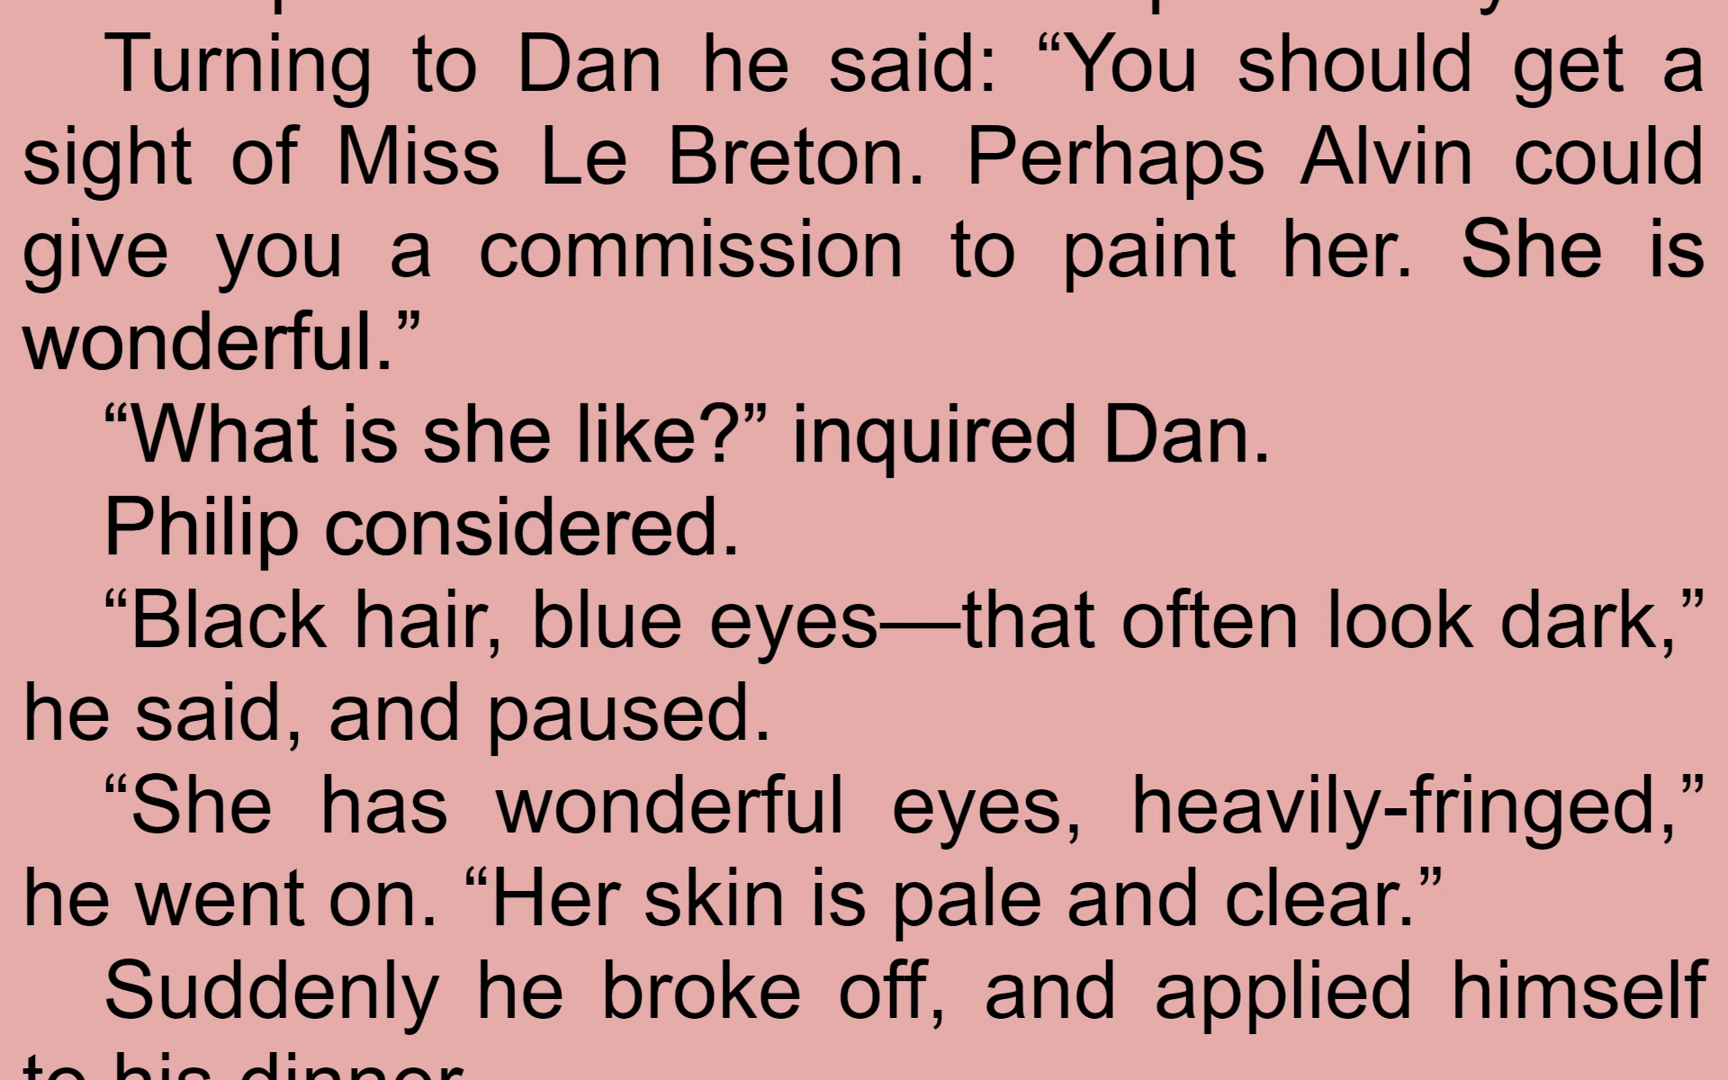 Turning to Dan he said: “You should get a
sight of Miss Le Breton. Perhaps Alvin could
give you a commission to paint her. She is
wonderful.”
“What is she like?” inquired Dan.
Philip considered.
“Black hair, blue eyes—that often look dark,”
he said, and paused.
“She has wonderful eyes, heavily-fringed,”
he went on. “Her skin is pale and clear.”
Suddenly he broke off, and applied himself
to his dinner